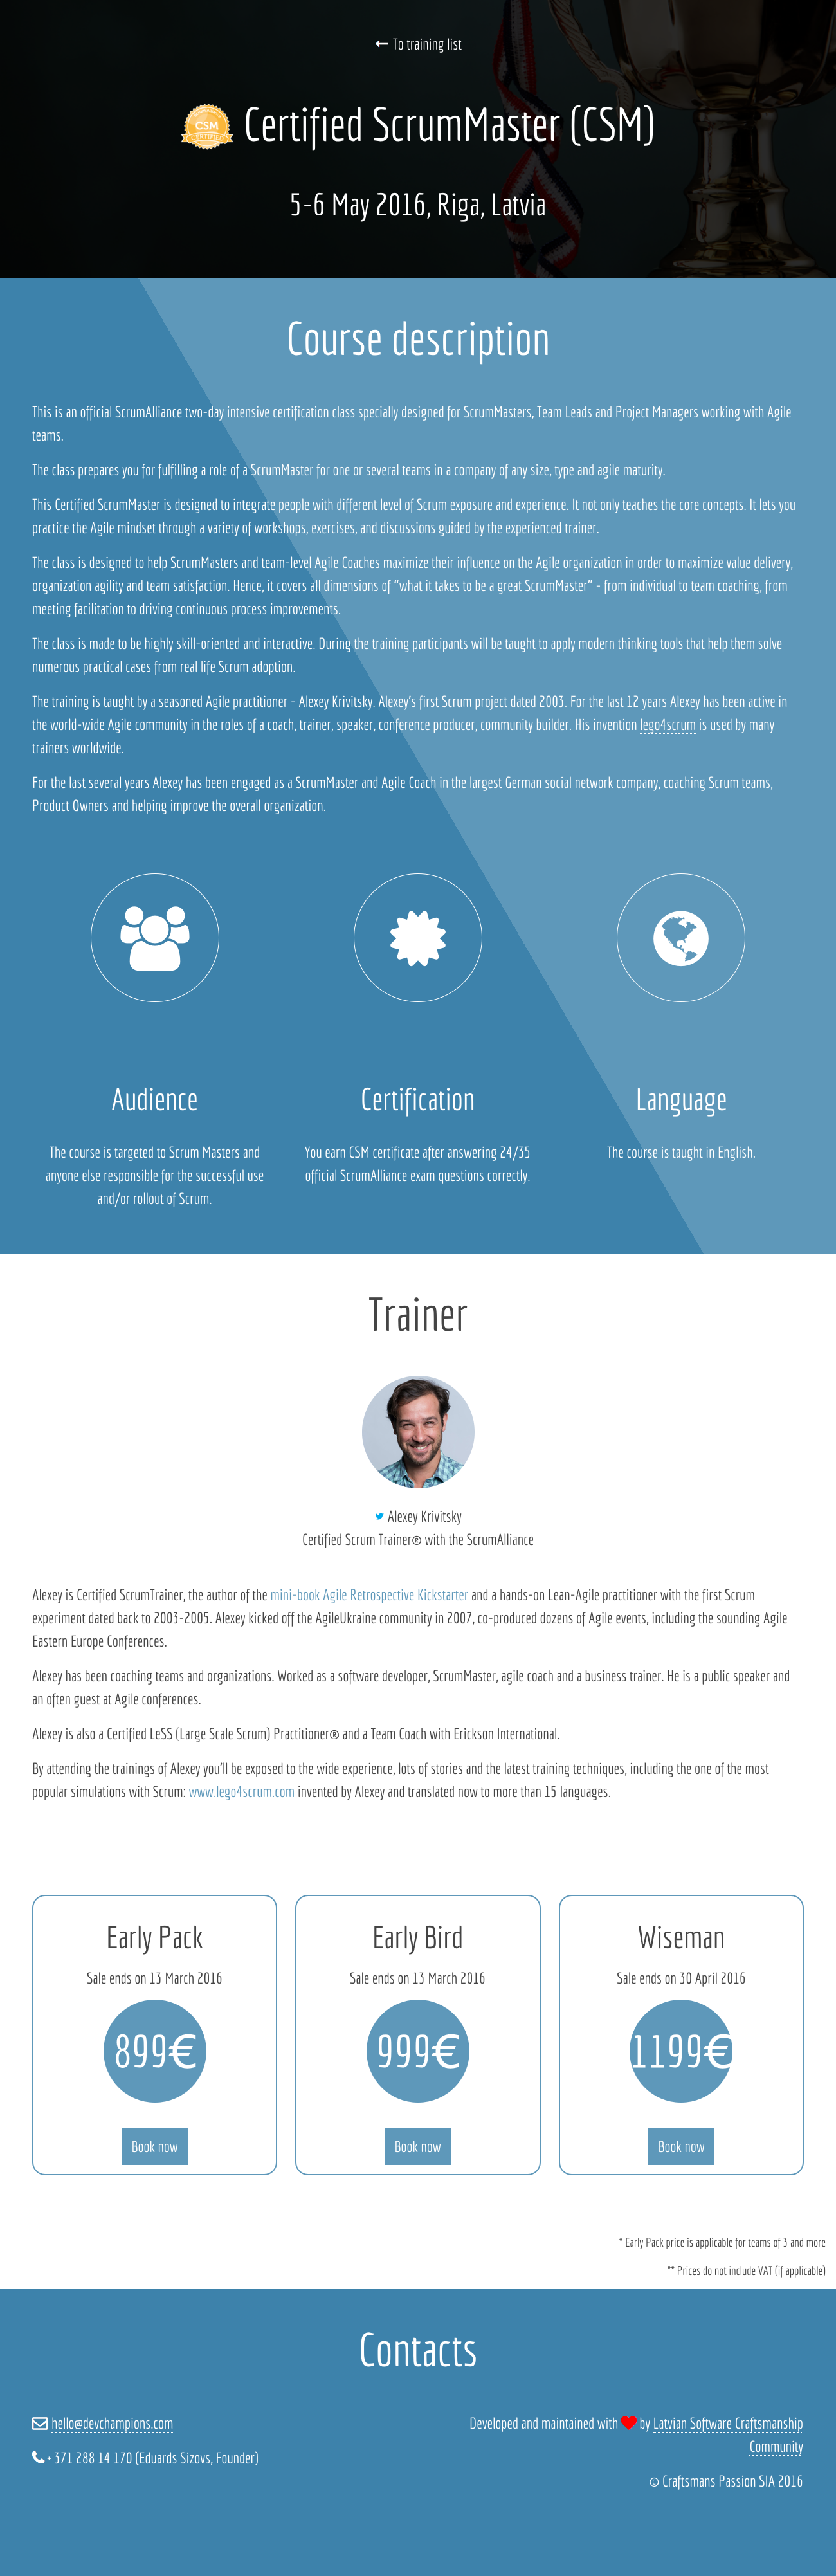 To training list
CSM
CERTIFIED
Certified ScrumMaster (CSM)
5-6 May 2016, Riga, Latvia
Course description
This is an official ScrumAlliance two-day intensive certification class specially designed for ScrumMasters, Team Leads and Project Managers working with Agile
teams.
The class prepares you for fulfilling a role of a ScrumMaster for one or several teams in a company of any size, type and agile maturity.
This Certified ScrumMaster is designed to integrate people with different level of Scrum exposure and experience. It not only teaches the core concepts. It lets you
practice the Agile mindset through a variety of workshops, exercises, and discussions guided by the experienced trainer.
The class is designed to help ScrumMasters and team-level Agile Coaches maximize their influence on the Agile organization in order to maximize value delivery,
organization agility and team satisfaction. Hence, it covers all dimensions of “what it takes to be a great ScrumMaster” - from individual to team coaching, from
meeting facilitation to driving continuous process improvements.
The class is made to be highly skill-oriented and interactive. During the training participants will be taught to apply modern thinking tools that help them solve
numerous practical cases from real life Scrum adoption.
The training is taught by a seasoned Agile practitioner - Alexey Krivitsky. Alexey's first Scrum project dated 2003. For the last 12 years Alexey has been active in
the world-wide Agile community in the roles of a coach, trainer, speaker, conference producer, community builder. His invention lego4scrum is used by many
trainers worldwide.
For the last several years Alexey has been engaged as a ScrumMaster and Agile Coach in the largest German social network company, coaching Scrum teams,
Product Owners and helping improve the overall organization.
Audience
The course is targeted to Scrum Masters and
anyone else responsible for the successful use
and/or rollout of Scrum.
Certification
You earn CSM certificate after answering 24/35
official ScrumAlliance exam questions correctly.
Language
The course is taught in English.
Trainer
Alexey Krivitsky
Certified Scrum Trainer® with the ScrumAlliance
Alexey is Certified ScrumTrainer, the author of the mini-book Agile Retrospective Kickstarter and a hands-on Lean-Agile practitioner with the first Scrum
experiment dated back to 2003-2005. Alexey kicked off the AgileUkraine community in 2007, co-produced dozens of Agile events, including the sounding Agile
Eastern Europe Conferences.
Alexey has been coaching teams and organizations. Worked as a software developer, ScrumMaster, agile coach and a business trainer. He is a public speaker and
an often guest at Agile conferences.
Alexey is also a Certified LeSS (Large Scale Scrum) Practitioner® and a Team Coach with Erickson International.
By attending the trainings of Alexey you'll be exposed to the wide experience, lots of stories and the latest training techniques, including the one of the most
popular simulations with Scrum: www.lego4scrum.com invented by Alexey and translated now to more than 15 languages.
Early Pack
Sale ends on 13 March 2016
899€
Book now
Early Bird
Sale ends on 13 March 2016
999€
Book now
Wiseman
Sale ends on 30 April 2016
1199€
Book now
* Early Pack price is applicable for teams of 3 and more
** Prices do not include VAT (if applicable)
Contacts
hello@devchampions.com
+ 371 288 14 170 (Eduards Sizovs, Founder)
Developed and maintained with by Latvian Software Craftsmanship
Community
© Craftsmans Passion SIA 2016